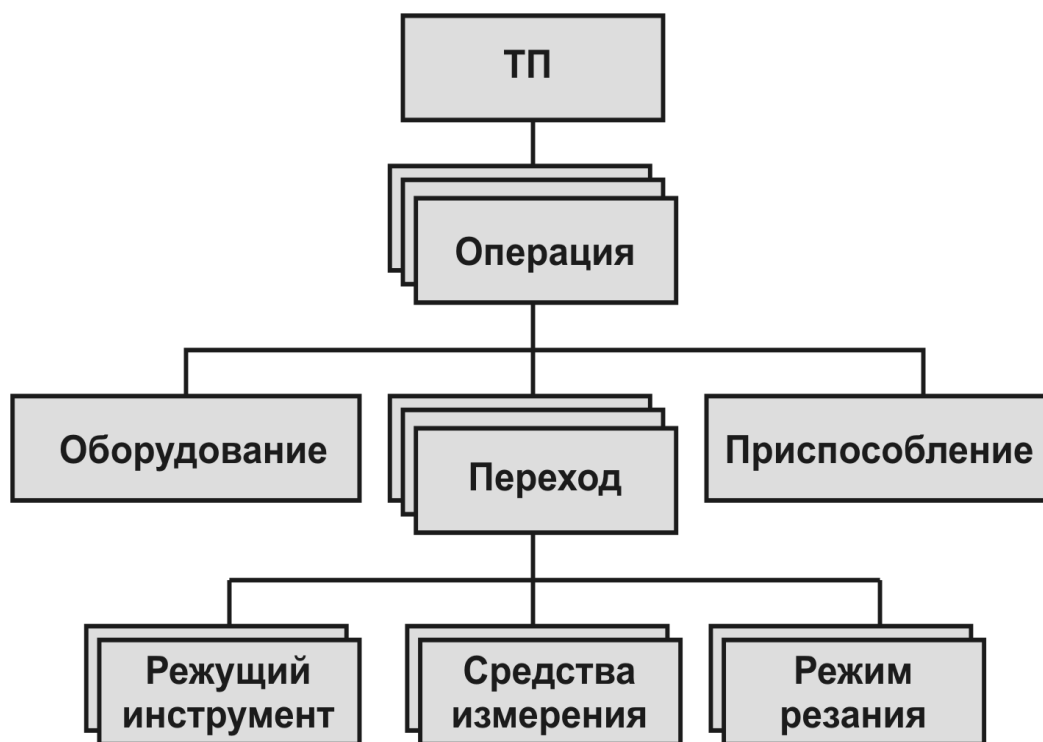 ТП
Операция
Оборудование
Переход
Приспособление
Режущий
инструмент
Средства
измерения
Режим
резания